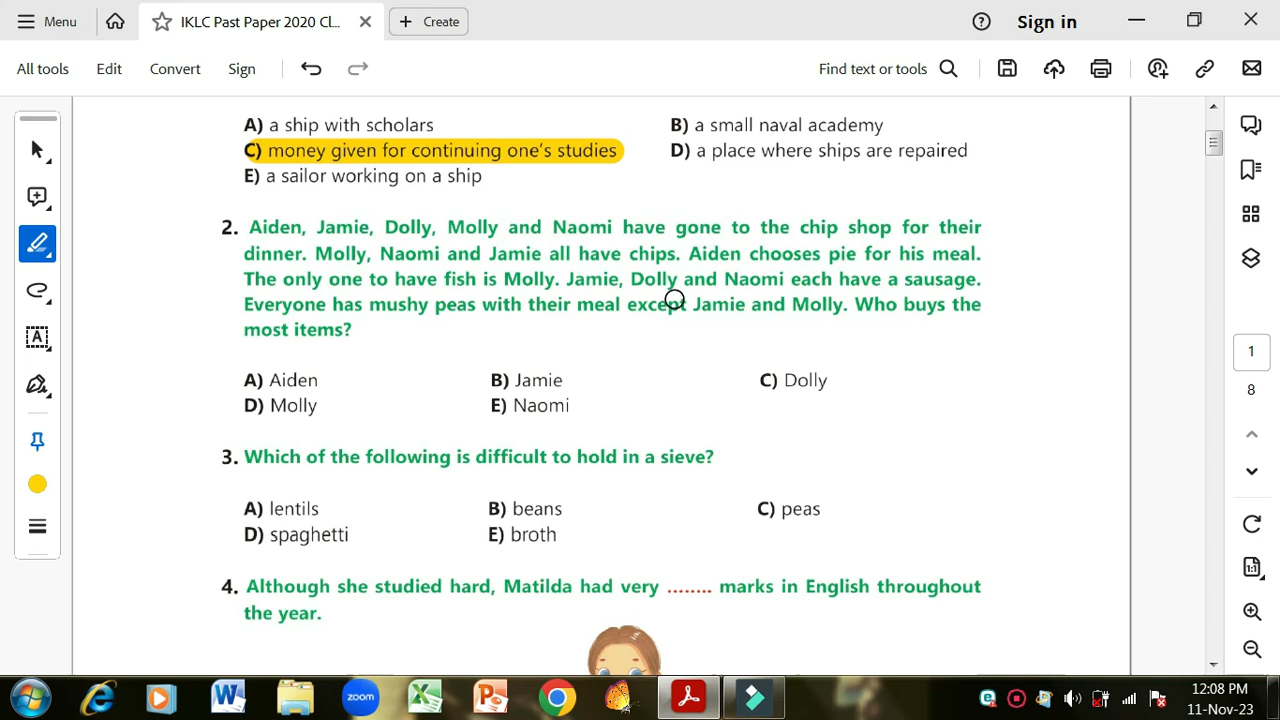 Menu
IKLC Past Paper 2020 Cl...
Create
Sign in
All tools
Edit
Convert
Sign
Find text or tools
A) a ship with scholars
B) a small naval academy
C) money given for continuing one's studies
D) a place where ships are repaired
E) a sailor working on a ship
2. Aiden, Jamie, Dolly, Molly and Naomi have gone to the chip shop for their
dinner. Molly, Naomi and Jamie all have chips. Aiden chooses pie for his meal.
The only one to have fish is Molly. Jamie, Dolly and Naomi each have a sausage.
Everyone has mushy peas with their meal except Jamie and Molly. Who buys the
most items?
A) Aiden
B) Jamie
C) Dolly
D) Molly
E) Naomi
3. Which of the following is difficult to hold in a sieve?
A) lentils
B) beans
C) peas
D) spaghetti
E) broth
4. Although she studied hard, Matilda had very ........ marks in English throughout
the year.
1
8
1:1
zoom
12:08 PM
11-Nov-23